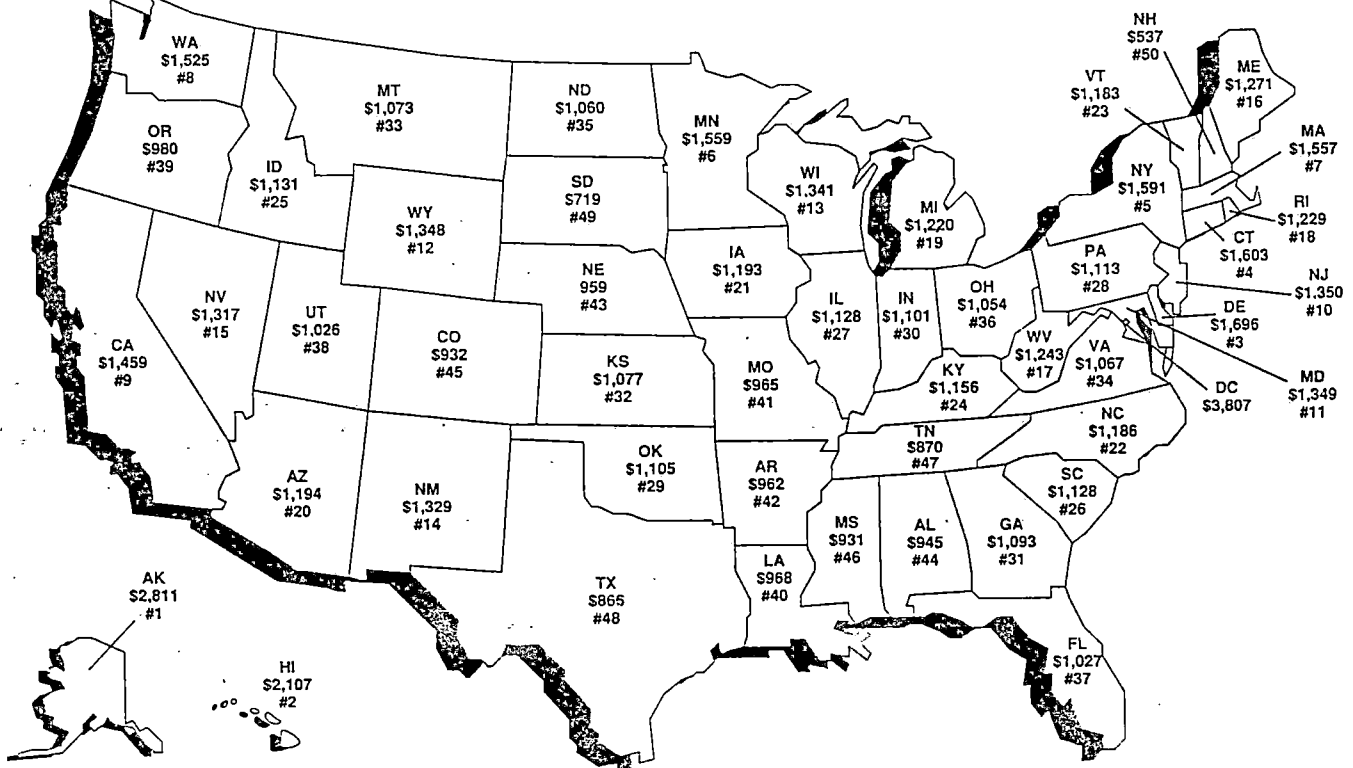 WA
$1,525
#8
OR
$980
#39
CA
$1,459
#9
NV
$1,317
#15
ID
$1,131
#25
MT
$1,073
#33
WY
$1,348
#12
UT
$1,026
#38
CO
$932
#45
AZ
$1,194
#20
NM
$1,329
#14
ND
$1,060
#35
SD
$719
#49
NE
959
#43
KS
$1,077
#32
OK
$1,105
#29
TX
$865
#48
MN
$1,559
#6
IA
$1,193
#21
MO
$965
#41
AR
$962
#42
LA
$968
#40
WI
$1,341
#13
IL
$1,128
#27
MI
$1,220
#19
IN
$1,101
#30
OH
$1,054
#36
KY
$1,156
#24
TN
$870
#47
MS
$931
#46
AL
$945
#44
GA
$1,093
#31
FL
$1,027
#37
SC
$1,128
#26
NC
$1,186
#22
VA
$1,067
#34
WV
$1,243
#17
PA
$1,113
#28
NY
$1,591
#5
VT
$1,183
#23
NH
$537
#50
ME
$1,271
#16
MA
$1,557
#7
RI
$1,229
#18
CT
$1,603
#4
NJ
$1,350
#10
DE
$1,696
#3
MD
$1,349
#11
DC
$3,807
AK
$2,811
#1
HI
$2,107
#2